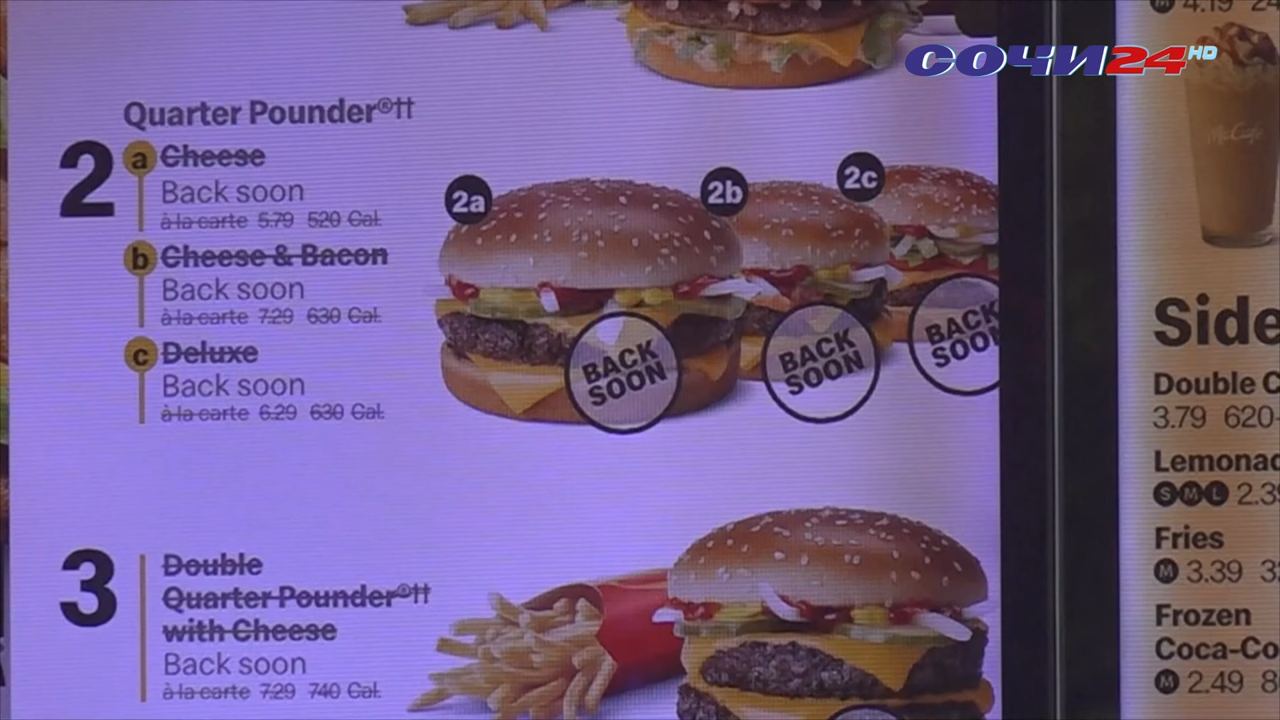 M 4.19 24
СОЧИ24HD
Quarter Pounder®††
2
a Cheese
Back soon
à la carte 5.79 520 Cal.
b Cheese & Bacon
Back soon
à la carte 7.29 630 Cal.
c Deluxe
Back soon
à la carte 6.29 630 Cal.
2a
2b
2c
BACK
SOON
BACK
SOON
BACK
SOON
3
Double
Quarter Pounder®††
with Cheese
Back soon
à la carte 7.29 740 Cal.
McCafé
Side
Double C
3.79 620-
Lemonad
S M L 2.3
Fries
M 3.39 3
Frozen
Coca-Co
M 2.49 8